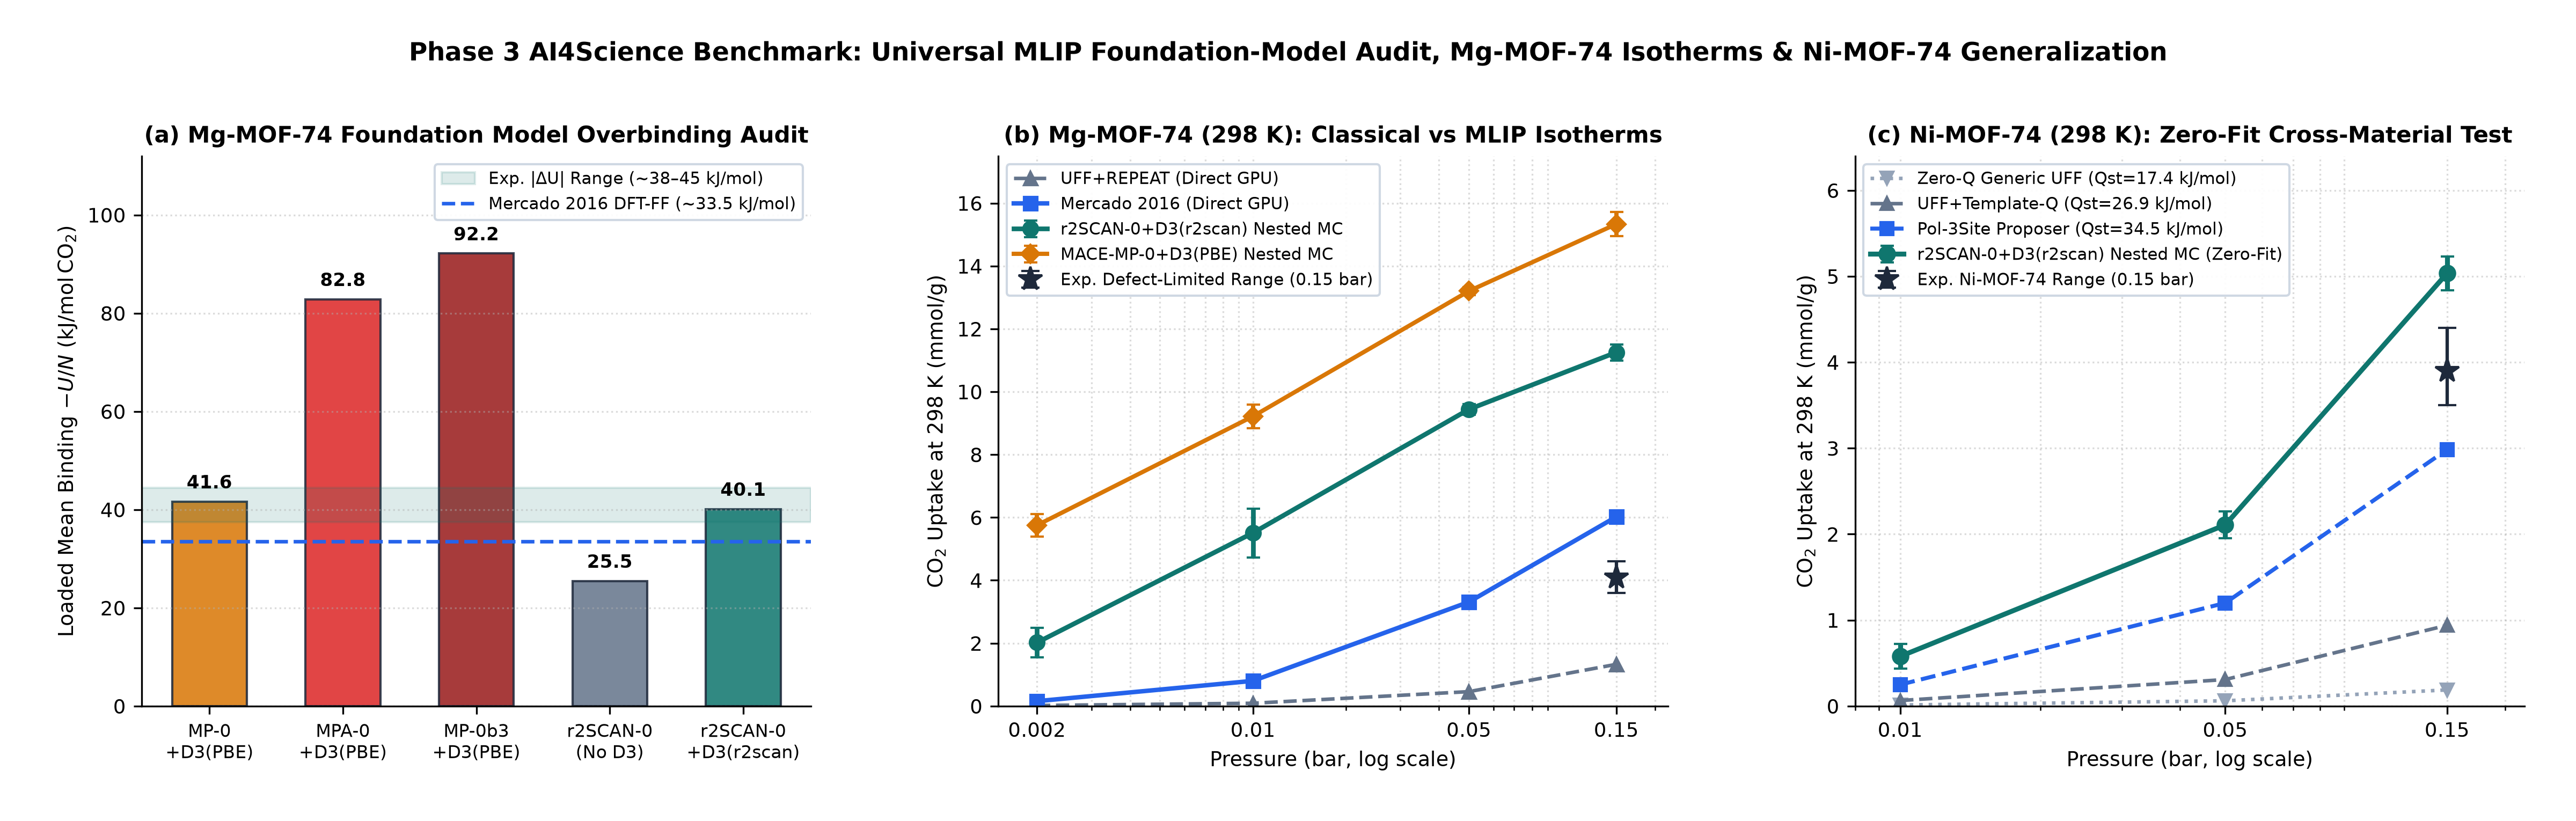 Phase 3 AI4Science Benchmark: Universal MLIP Foundation-Model Audit, Mg-MOF-74 Isotherms & Ni-MOF-74 Generalization
(a) Mg-MOF-74 Foundation Model Overbinding Audit
Loaded Mean Binding −U/N (kJ/mol CO₂)
100
80
60
40
20
0
Exp. |ΔU| Range (~38–45 kJ/mol)
Mercado 2016 DFT-FF (~33.5 kJ/mol)
41.6
82.8
92.2
25.5
40.1
MP-0
+D3(PBE)
MPA-0
+D3(PBE)
MP-0b3
+D3(PBE)
r2SCAN-0
(No D3)
r2SCAN-0
+D3(r2scan)
(b) Mg-MOF-74 (298 K): Classical vs MLIP Isotherms
CO₂ Uptake at 298 K (mmol/g)
16
14
12
10
8
6
4
2
0
UFF+REPEAT (Direct GPU)
Mercado 2016 (Direct GPU)
r2SCAN-0+D3(r2scan) Nested MC
MACE-MP-0+D3(PBE) Nested MC
Exp. Defect-Limited Range (0.15 bar)
0.002
0.01
0.05
0.15
Pressure (bar, log scale)
(c) Ni-MOF-74 (298 K): Zero-Fit Cross-Material Test
CO₂ Uptake at 298 K (mmol/g)
6
5
4
3
2
1
0
Zero-Q Generic UFF (Qst=17.4 kJ/mol)
UFF+Template-Q (Qst=26.9 kJ/mol)
Pol-3Site Proposer (Qst=34.5 kJ/mol)
r2SCAN-0+D3(r2scan) Nested MC (Zero-Fit)
Exp. Ni-MOF-74 Range (0.15 bar)
0.01
0.05
0.15
Pressure (bar, log scale)